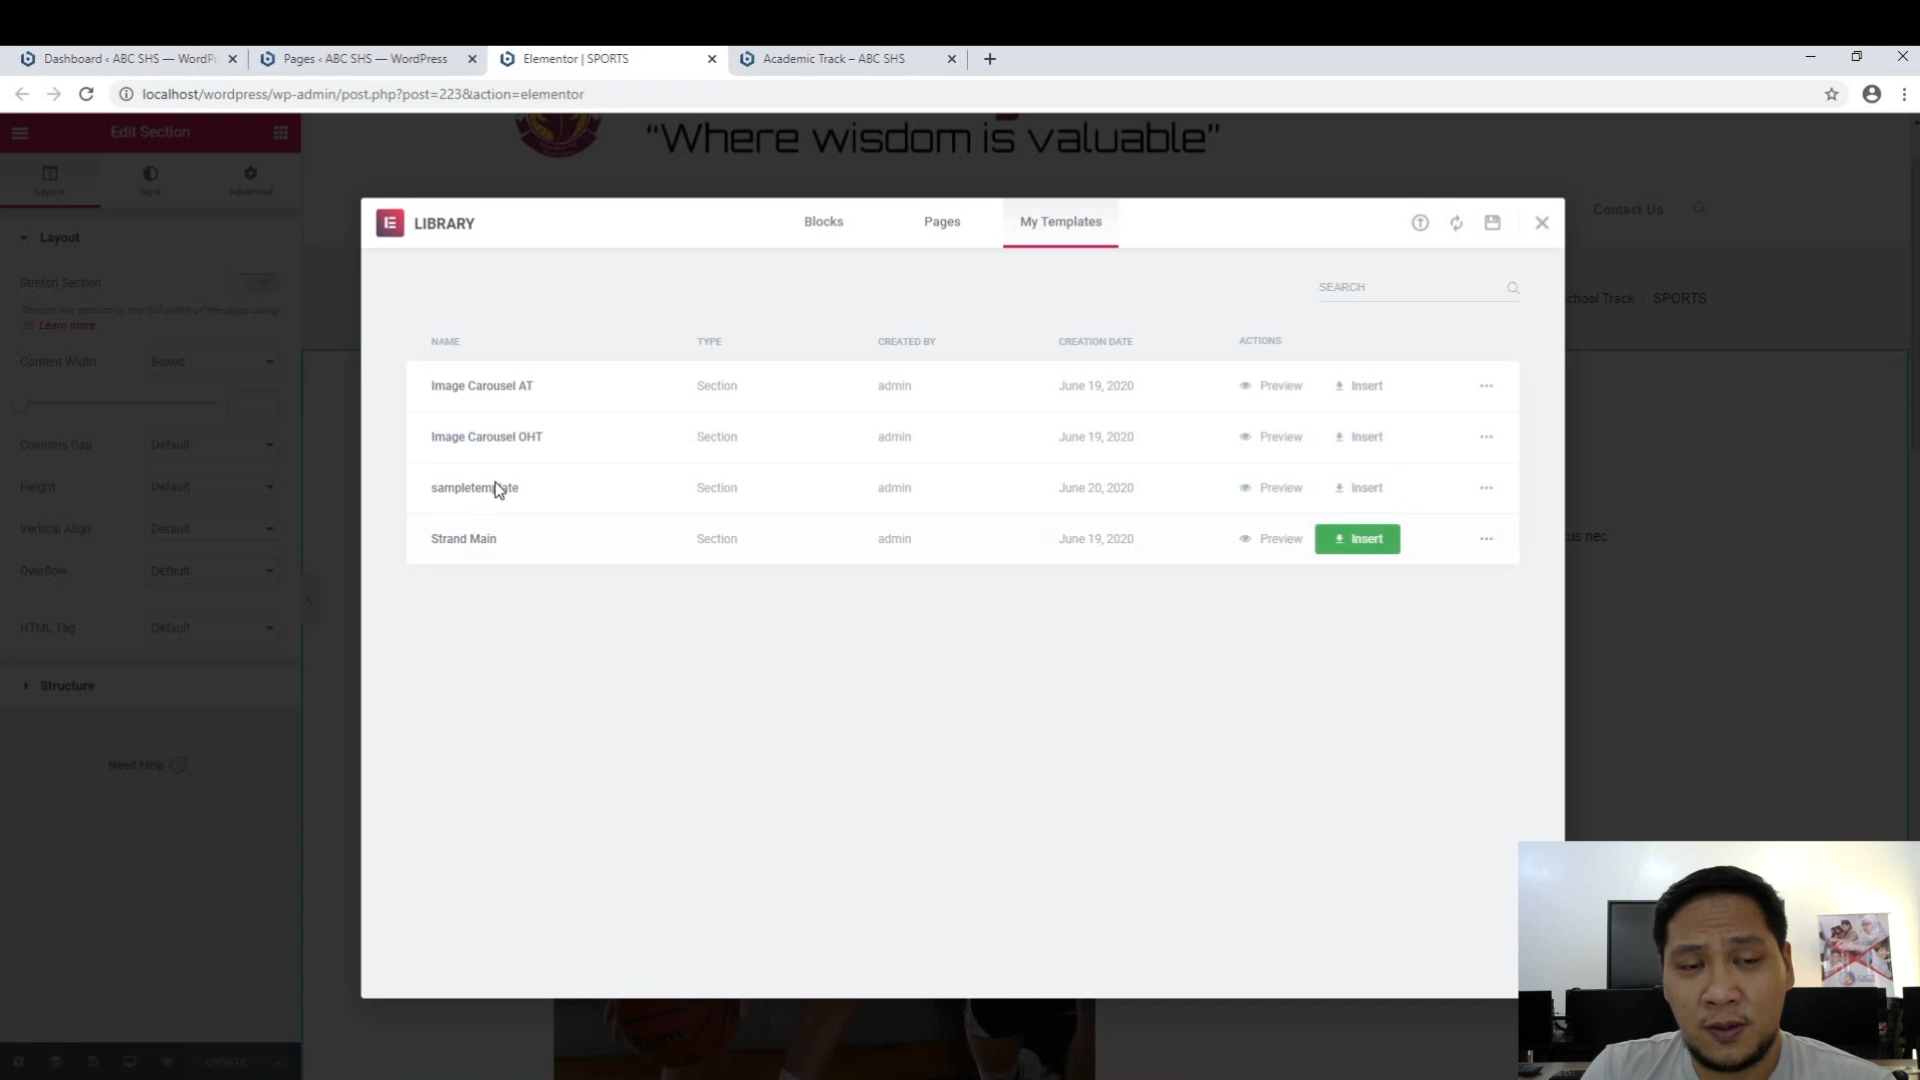 Dashboard ‹ ABC SHS — WordP
Pages ‹ ABC SHS — WordPress
Elementor | SPORTS
Academic Track – ABC SHS
localhost/wordpress/wp-admin/post.php?post=223&action=elementor
Edit Section
“Where wisdom is valuable”
Layout
Style
Advanced
LIBRARY
Blocks
Pages
My Templates
Contact Us
Layout
Stretch Section
Learn more
SEARCH
chool Track
SPORTS
NAME
TYPE
CREATED BY
CREATION DATE
ACTIONS
Content Width
Boxed
Image Carousel AT
Section
admin
June 19, 2020
Preview
Insert
Columns Gap
Default
Image Carousel OHT
Section
admin
June 19, 2020
Preview
Insert
Height
Default
sampletemplate
Section
admin
June 20, 2020
Preview
Insert
Vertical Align
Default
Strand Main
Section
admin
June 19, 2020
Preview
Insert
us nec
Overflow
Default
HTML Tag
Default
Structure
Need Help
UPDATE